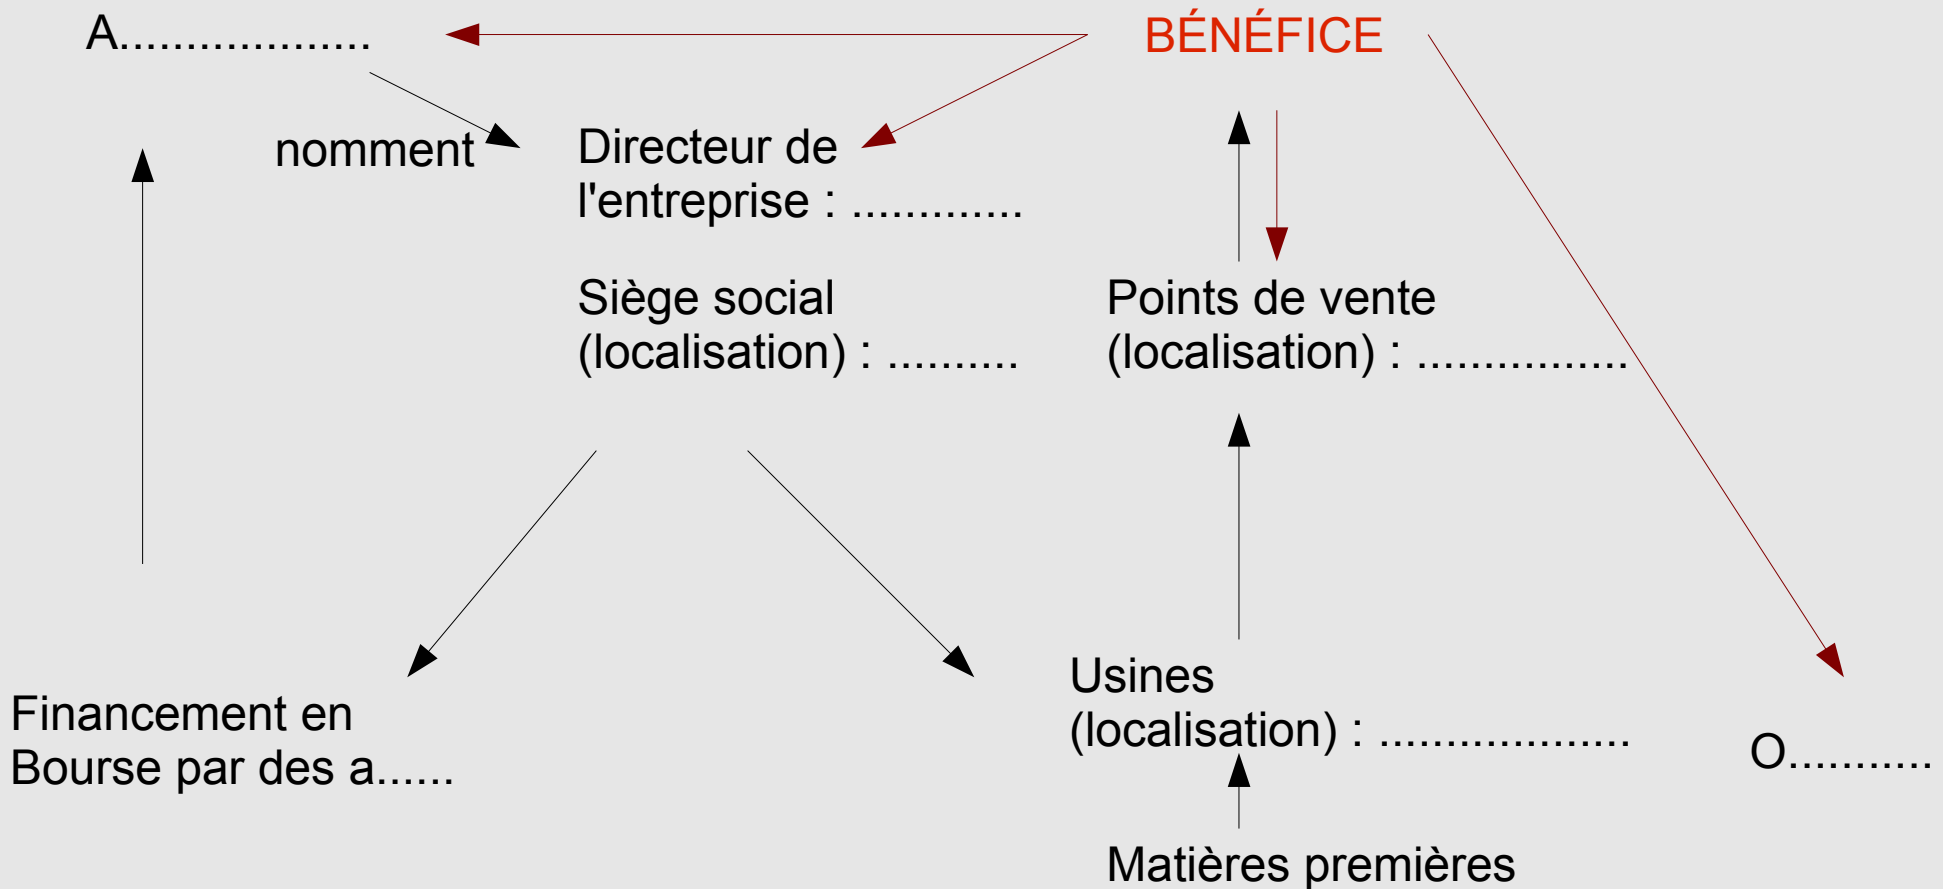 A...................
BÉNÉFICE
nomment
Directeur de
l'entreprise : .............
Siège social
(localisation) : ..........
Points de vente
(localisation) : ................
Financement en
Bourse par des a......
Usines
(localisation) : ...................
O...........
Matières premières